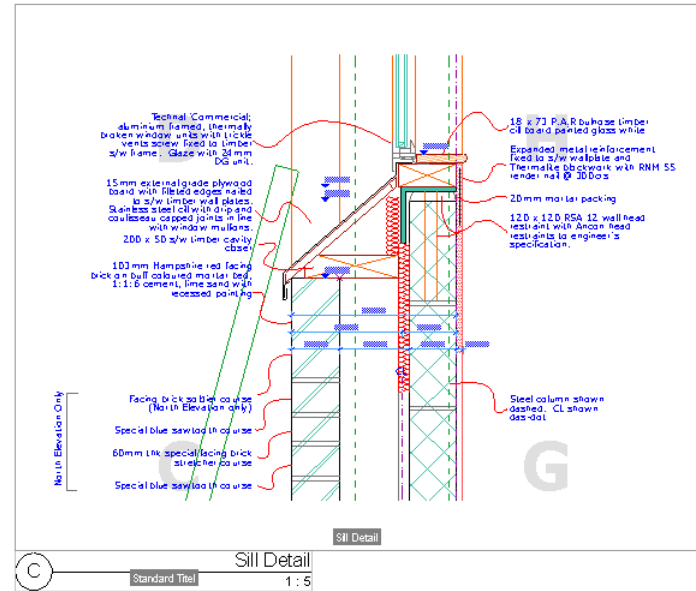 Technal Commercial;
aluminium framed, thermally
broken window units with trickle
vents screw fixed to timber
s/w frame. Glaze with 24mm
DG unit.
15mm external grade plywood
board with filleted edges nailed
to s/w timber wall plates.
Stainless steel cill with drip and
coulisseau capped joints in line
with window mullions.
200 x 50 s/w timber cavity
closer
103mm Hampshire red facing
brick on buff coloured mortar bed,
1:1:6 cement, lime sand with
recessed pointing
Facing brick soldier course
(North Elevation only)
Special blue sawtooth course
60mm thk special facing brick
stretcher course
Special blue sawtooth course
North Elevation Only
18 x 73 P.A.R bulnose timber
cill board painted gloss white
Expanded metal reinforcement
fixed to s/w wallplate and
Thermalite blockwork with RNM SS
render nail @ 300cs
20mm mortar packing
120 x 120 RSA 12 wall head
restraint with Ancon head
restraints to engineer's
specification.
Steel column shown
dashed. CL shown
das-dot.
H
C
G
Sill Detail
C
Standard Titel
Sill Detail
1 : 5